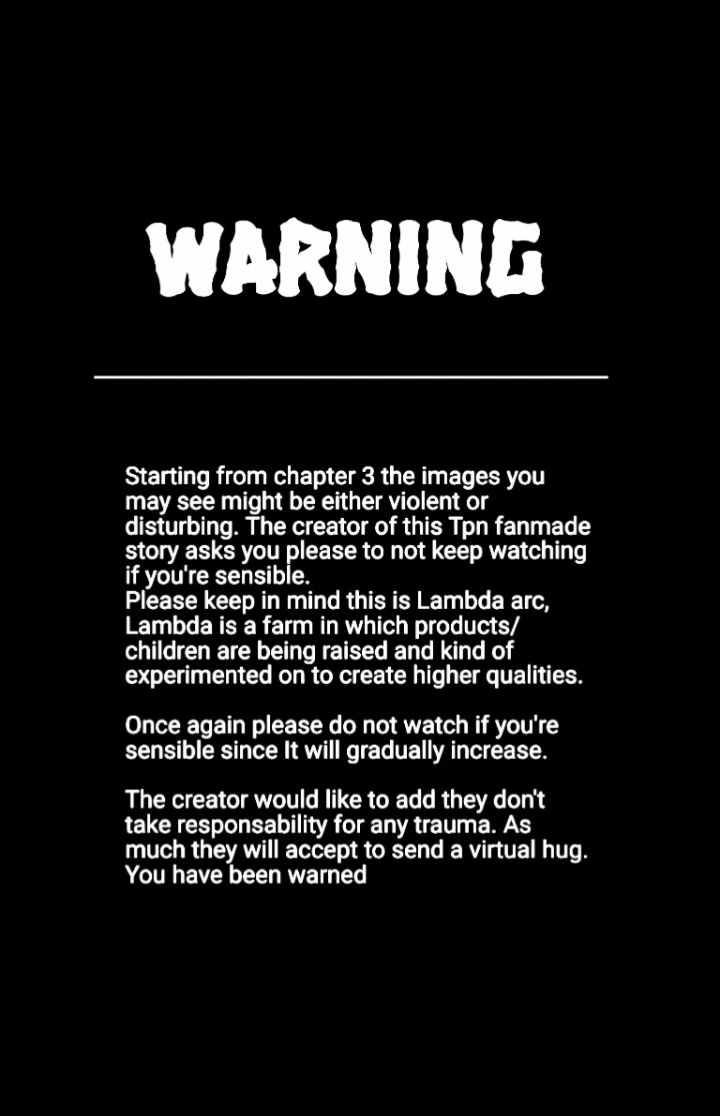 WARNING
Starting from chapter 3 the images you
may see might be either violent or
disturbing. The creator of this Tpn fanmade
story asks you please to not keep watching
if you're sensible.
Please keep in mind this is Lambda arc,
Lambda is a farm in which products/
children are being raised and kind of
experimented on to create higher qualities.
Once again please do not watch if you're
sensible since It will gradually increase.
The creator would like to add they don't
take responsability for any trauma. As
much they will accept to send a virtual hug.
You have been warned